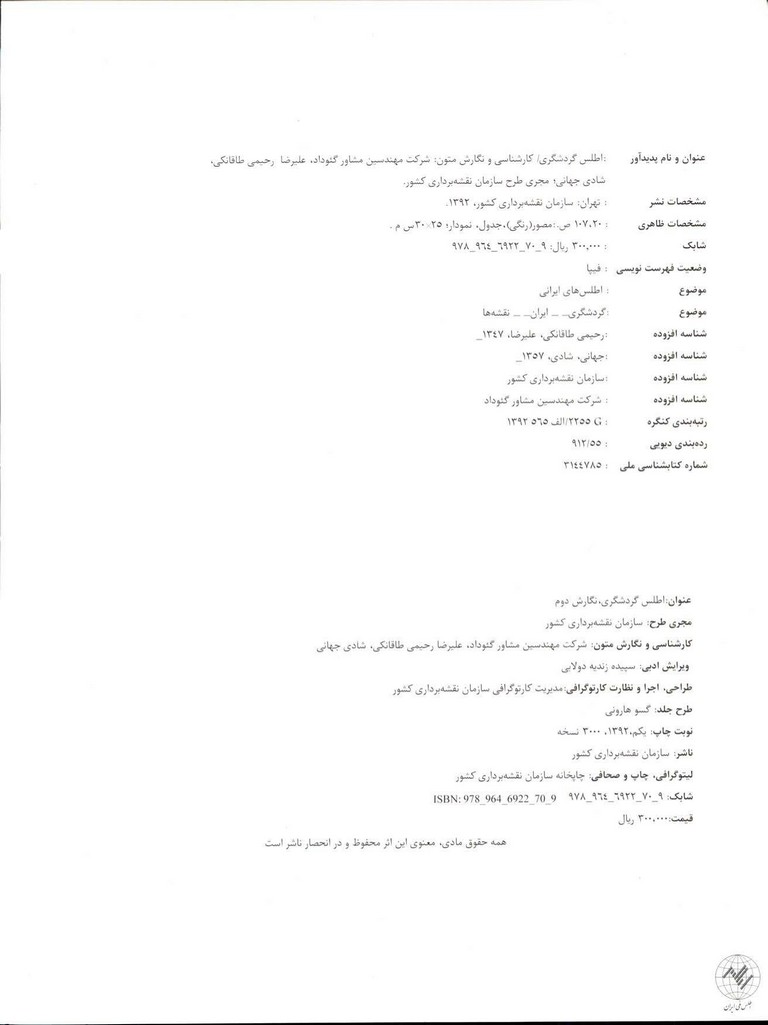 عنوان و نام پدیدآور :اطلس گردشگری/ کارشناسی و نگارش متون: شرکت مهندسین مشاور گئوداد، علیرضا رحیمی طاقانکی،
شادی جهانی؛ مجری طرح سازمان نقشه‌برداری کشور.
مشخصات نشر : تهران: سازمان نقشه‌برداری کشور، ۱۳۹۲.
مشخصات ظاهری : ۱۰۷،۲۰ ص.:مصور(رنگی)،جدول، نمودار؛ ۲۵×۳۰س م .
شابک : ۳۰۰,۰۰۰ ریال: ۹_۷۰_۶۹۲۲_۹۶٤_۹۷۸
وضعیت فهرست نویسی : فیپا
موضوع : اطلس‌های ایرانی
موضوع :گردشگری_ _ ایران_ _ نقشه‌ها
شناسه افزوده :رحیمی طاقانکی، علیرضا، ۱۳٤۷_
شناسه افزوده :جهانی، شادی، ۱۳۵۷_
شناسه افزوده :سازمان نقشه‌برداری کشور
شناسه افزوده : شرکت مهندسین مشاور گئوداد
رتبه‌بندی کنگره : G ۲۲۵۵/الف ۵٦۵ ۱۳۹۲
رده‌بندی دیویی : ۹۱۲/۵۵
شماره کتابشناسی ملی : ۳۱٤٤۷۸۵
عنوان:اطلس گردشگری،نگارش دوم
مجری طرح: سازمان نقشه‌برداری کشور
کارشناسی و نگارش متون: شرکت مهندسین مشاور گئوداد، علیرضا رحیمی طاقانکی، شادی جهانی
ویرایش ادبی: سپیده زندیه دولابی
طراحی، اجرا و نظارت کارتوگرافی:مدیریت کارتوگرافی سازمان نقشه‌برداری کشور
طرح جلد: گسو هارونی
نوبت چاپ: یکم،۱۳۹۲، ۳۰۰۰ نسخه
ناشر: سازمان نقشه‌برداری کشور
لیتوگرافی، چاپ و صحافی: چاپخانه سازمان نقشه‌برداری کشور
شابک: ۹_۷۰_٦۹۲۲_۹٦٤_۹۷۸ ISBN: 978_964_6922_70_9
قیمت:۳۰۰,۰۰۰ ریال
همه حقوق مادی، معنوی این اثر محفوظ و در انحصار ناشر است
اطلس ملی ایران